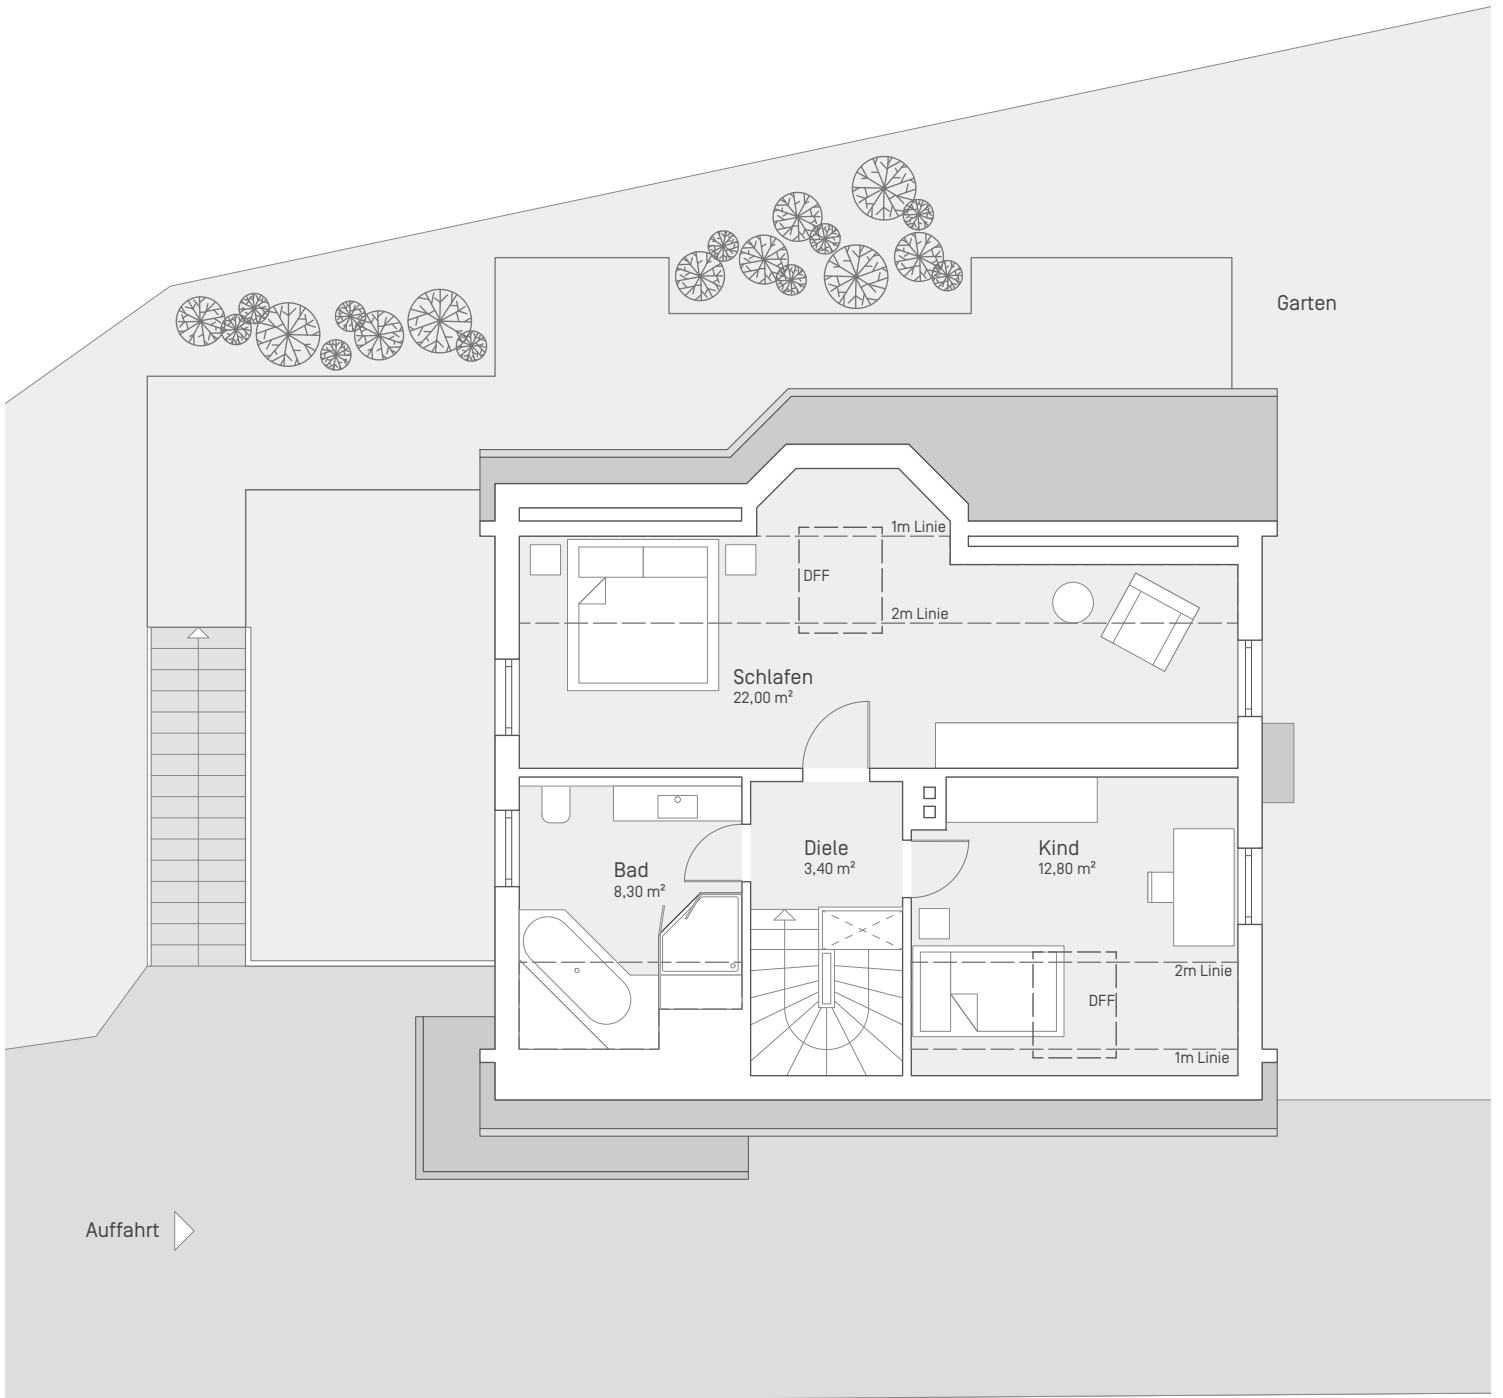 Garten
1m Linie
DFF
2m Linie
Schlafen
22,00 m²
Diele
3,40 m²
Kind
12,80 m²
Bad
8,30 m²
2m Linie
DFF
1m Linie
Auffahrt